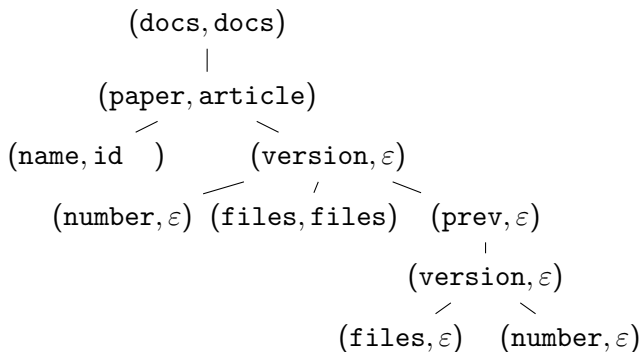 (docs, docs)
(paper, article)
(name, id )
(version, ε)
(number, ε)
(files, files)
(prev, ε)
(version, ε)
(files, ε)
(number, ε)